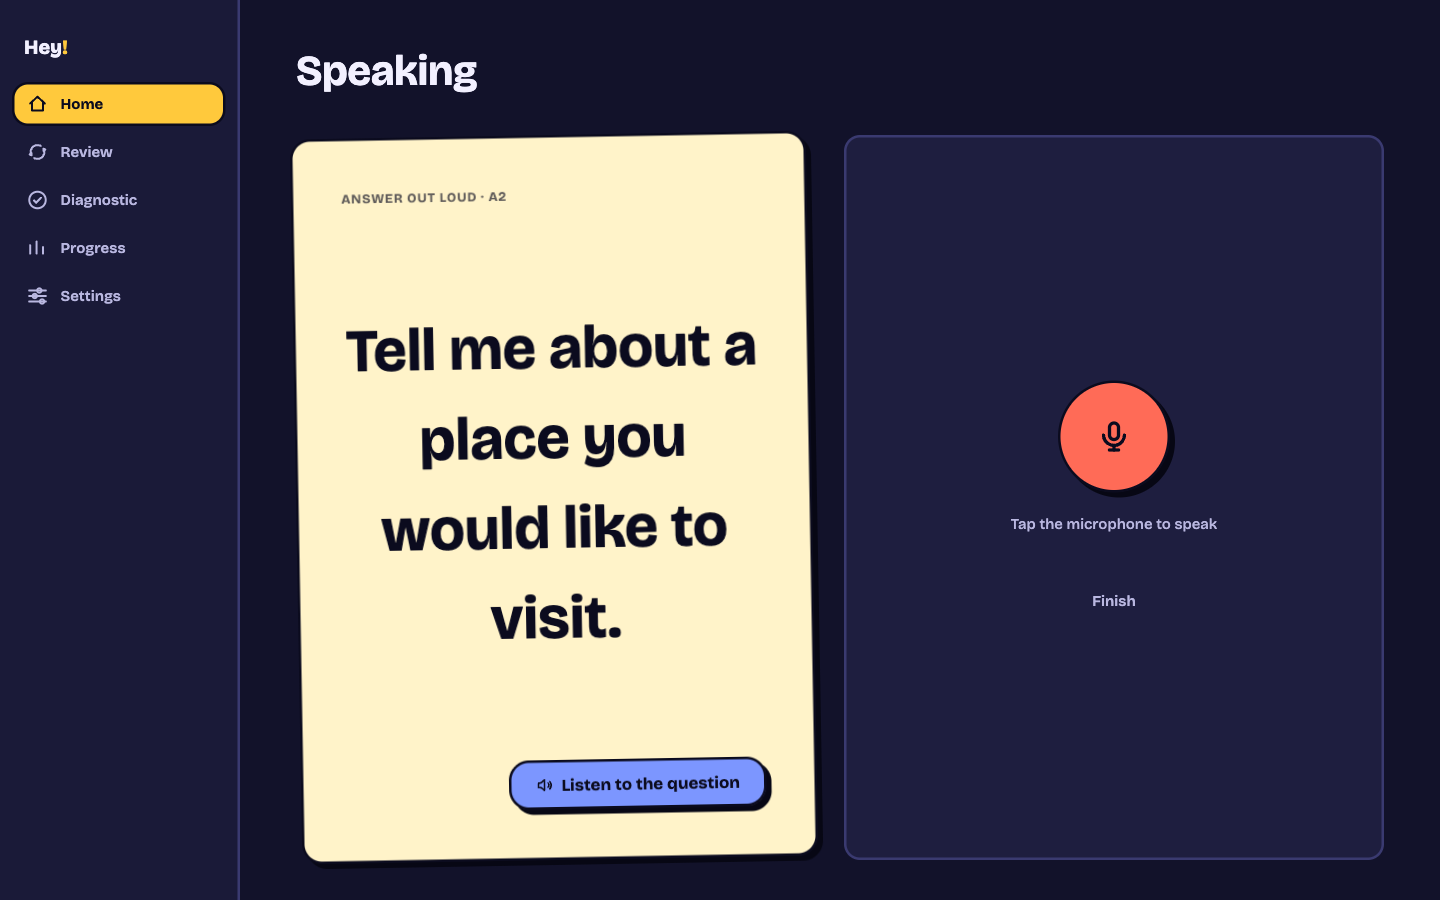 Hey!
Home
Review
Diagnostic
Progress
Settings
Speaking
ANSWER OUT LOUD · A2
Tell me about a
place you
would like to
visit.
Listen to the question
Tap the microphone to speak
Finish